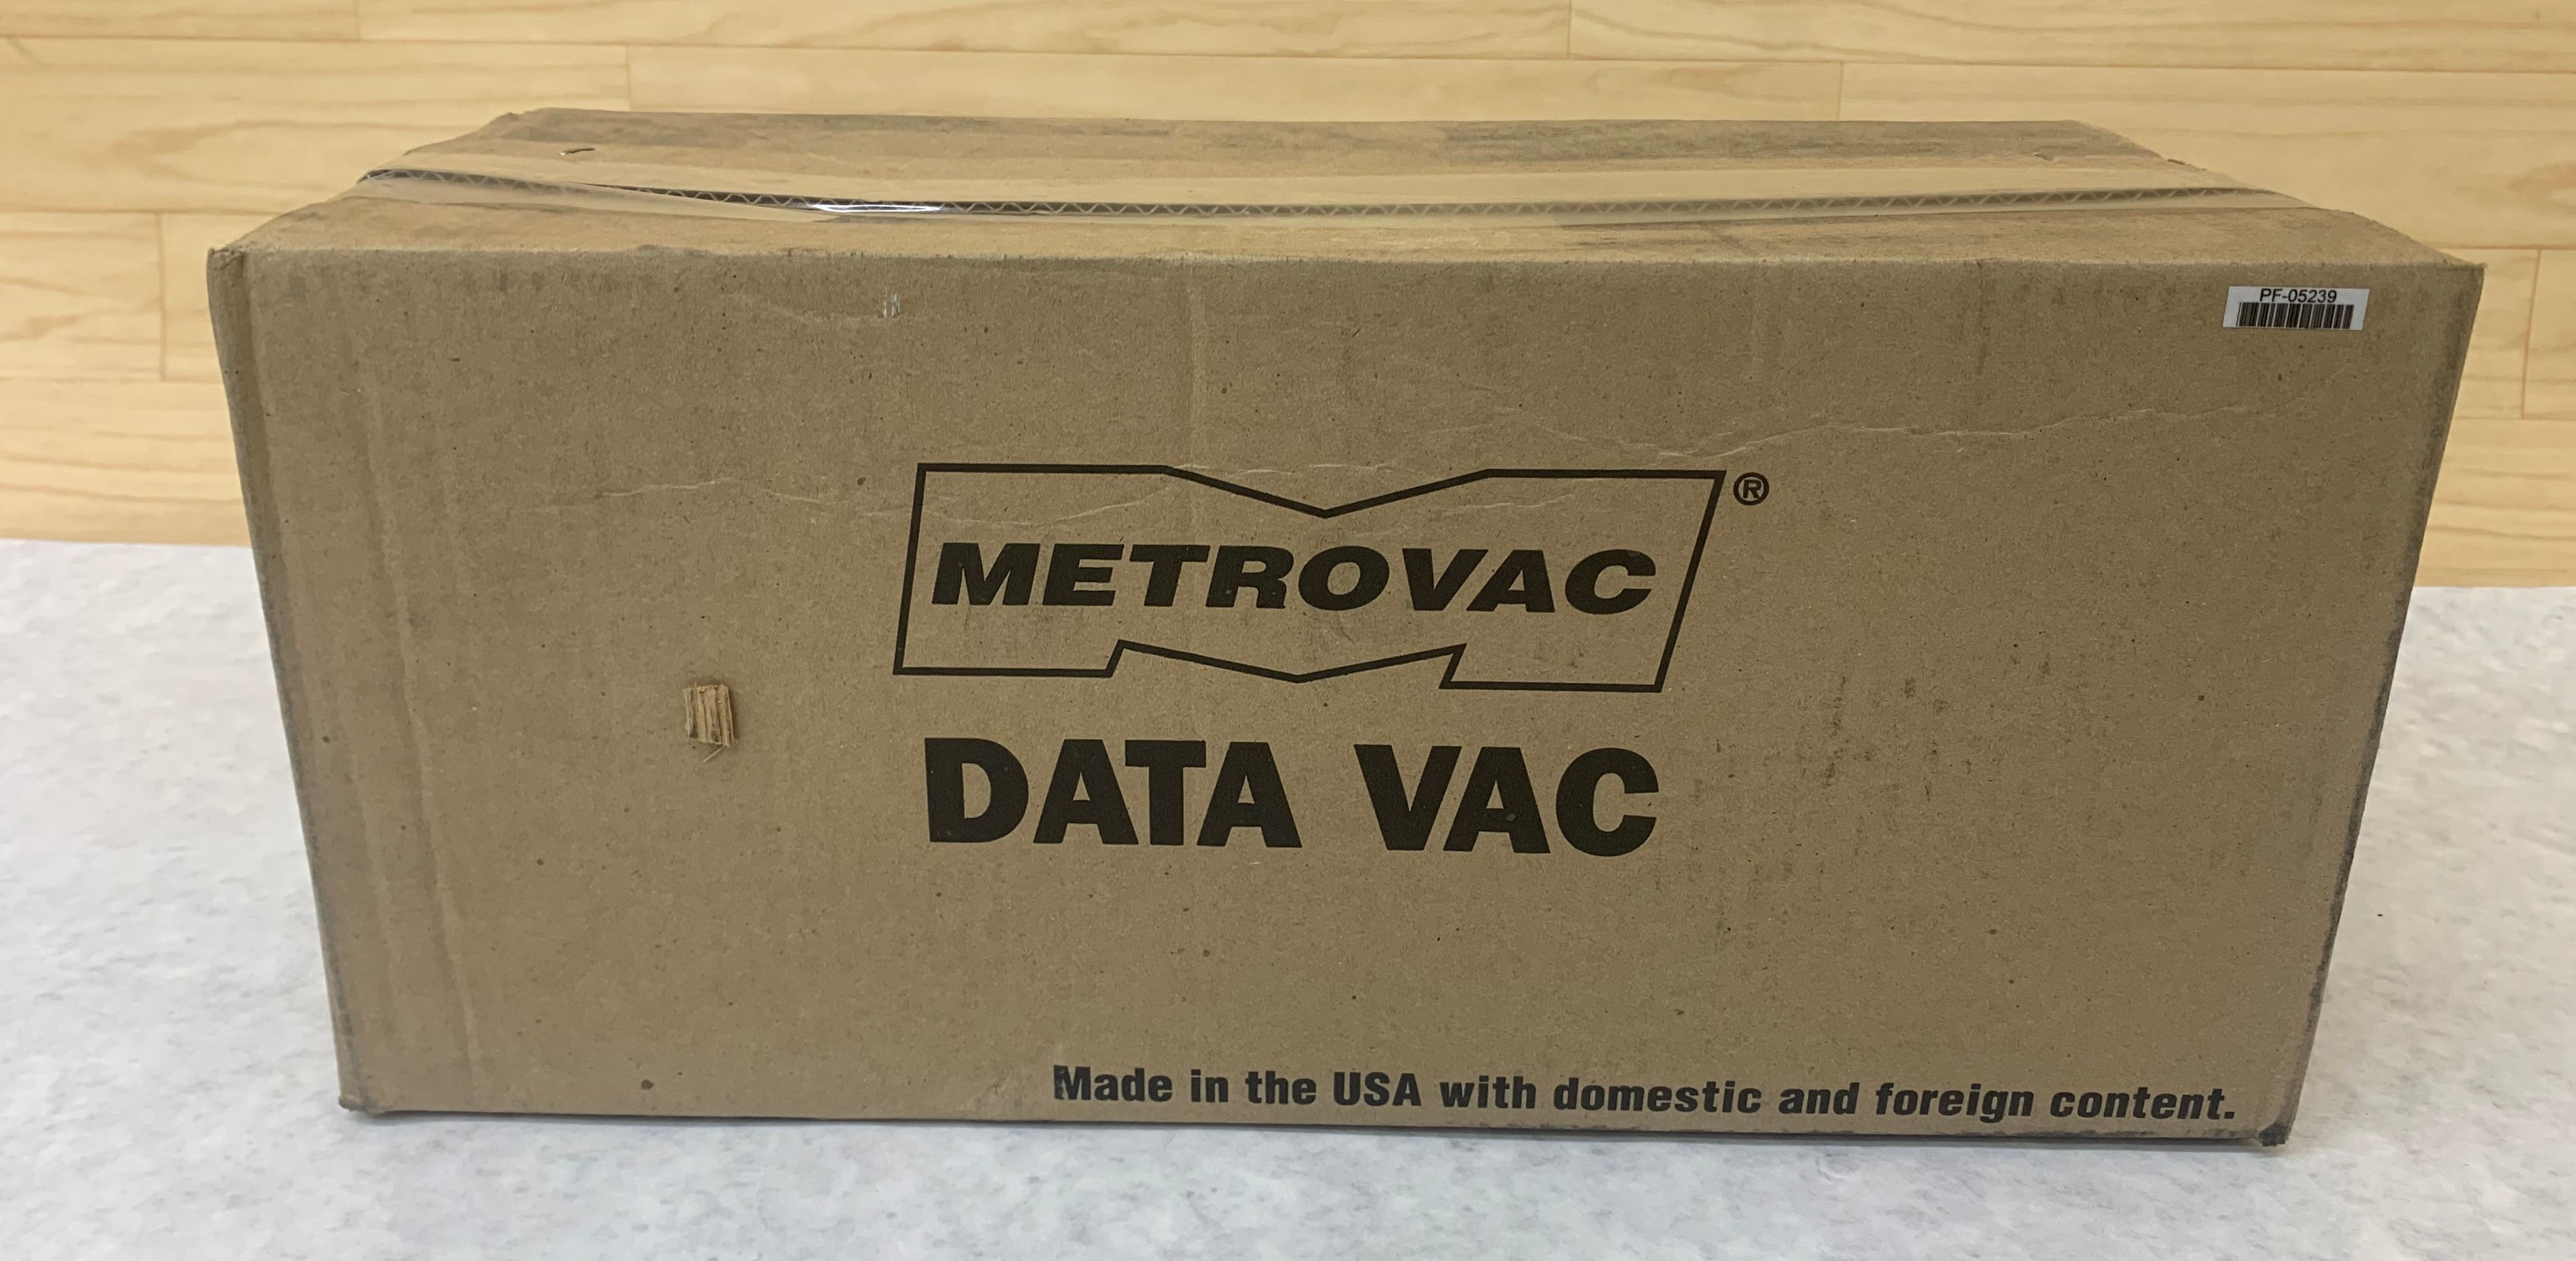 PF-05239
METROVAC®
DATA VAC
Made in the USA with domestic and foreign content.